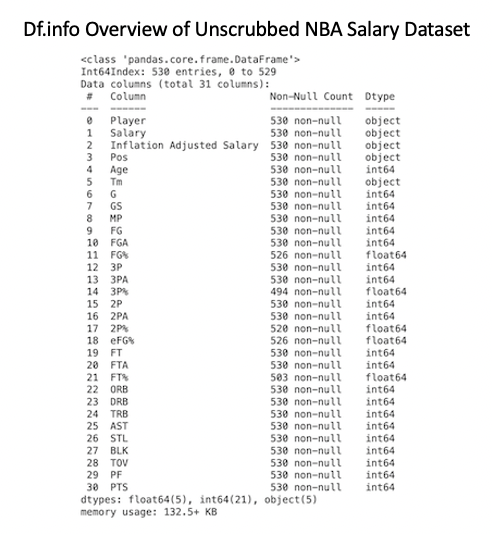 Df.info Overview of Unscrubbed NBA Salary Dataset
<class 'pandas.core.frame.DataFrame'>
Int64Index: 530 entries, 0 to 529
Data columns (total 31 columns):
 #   Column                     Non-Null Count  Dtype
---  ------                     --------------  -----
 0   Player                     530 non-null    object
 1   Salary                     530 non-null    object
 2   Inflation Adjusted Salary  530 non-null    object
 3   Pos                        530 non-null    object
 4   Age                        530 non-null    int64
 5   Tm                         530 non-null    object
 6   G                          530 non-null    int64
 7   GS                         530 non-null    int64
 8   MP                         530 non-null    int64
 9   FG                         530 non-null    int64
 10  FGA                        530 non-null    int64
 11  FG%                        526 non-null    float64
 12  3P                         530 non-null    int64
 13  3PA                        530 non-null    int64
 14  3P%                        494 non-null    float64
 15  2P                         530 non-null    int64
 16  2PA                        530 non-null    int64
 17  2P%                        520 non-null    float64
 18  eFG%                       526 non-null    float64
 19  FT                         530 non-null    int64
 20  FTA                        530 non-null    int64
 21  FT%                        503 non-null    float64
 22  ORB                        530 non-null    int64
 23  DRB                        530 non-null    int64
 24  TRB                        530 non-null    int64
 25  AST                        530 non-null    int64
 26  STL                        530 non-null    int64
 27  BLK                        530 non-null    int64
 28  TOV                        530 non-null    int64
 29  PF                         530 non-null    int64
 30  PTS                        530 non-null    int64
dtypes: float64(5), int64(21), object(5)
memory usage: 132.5+ KB